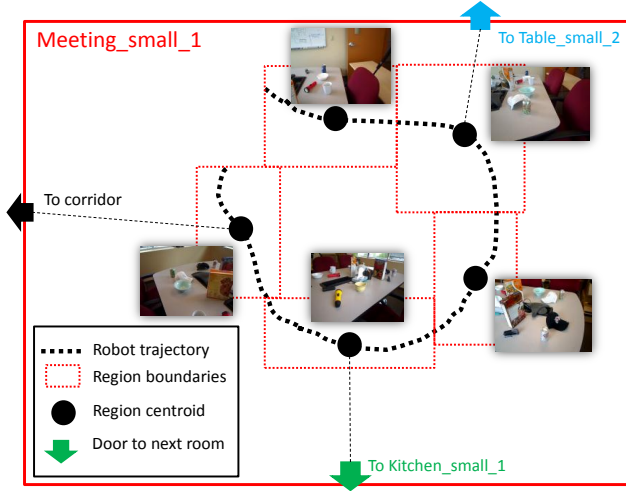 Meeting_small_1
To Table_small_2
To corridor
Robot trajectory
Region boundaries
Region centroid
Door to next room
To Kitchen_small_1